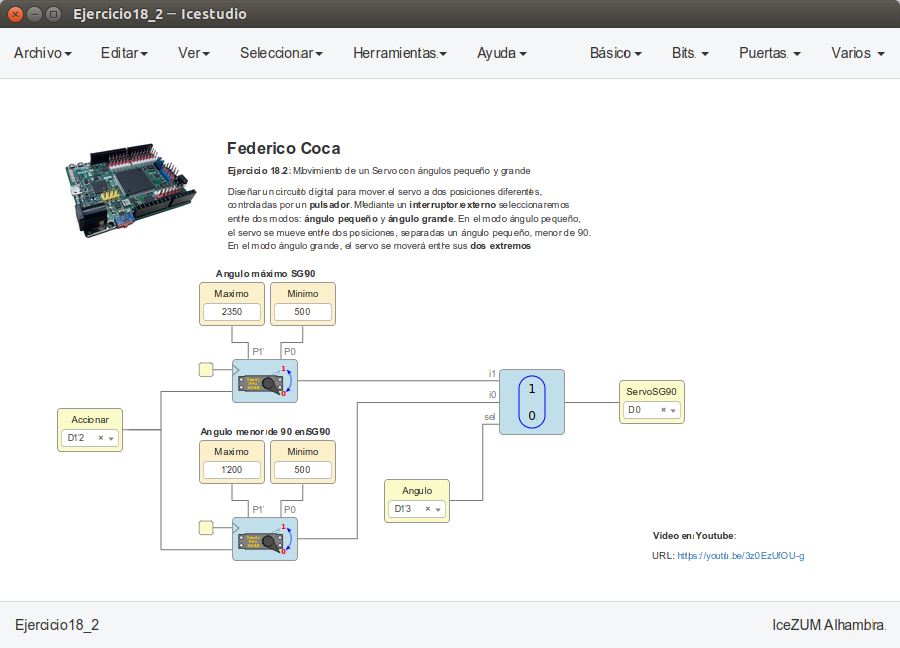 Ejercicio18_2 — Icestudio
Archivo Editar Ver Seleccionar Herramientas Ayuda Básico Bits Puertas Varios
Federico Coca
Ejercicio 18.2: Movimiento de un Servo con ángulos pequeño y grande
Diseñar un circuito digital para mover el servo a dos posiciones diferentes,
controladas por un pulsador. Mediante un interruptor externo seleccionaremos
entre dos modos: ángulo pequeño y ángulo grande. En el modo ángulo pequeño,
el servo se mueve entre dos posiciones, separadas un ángulo pequeño, menor de 90.
En el modo ángulo grande, el servo se moverá entre sus dos extremos
Angulo máximo SG90
Maximo Minimo
2350 500
P1 P0
1
0
i1
i0
sel
1
0
ServoSG90
D0
Accionar
D12
Angulo menor de 90 en SG90
Maximo Minimo
1200 500
P1 P0
1
0
Angulo
D13
Vídeo en Youtube:
URL: https://youtu.be/3z0EzUfOU-g
Ejercicio18_2 IceZUM Alhambra